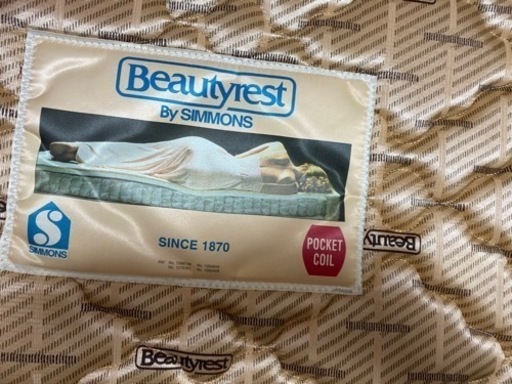 Beautyrest
By SIMMONS
S
SIMMONS
SINCE 1870
POCKET
COIL
Beautyrest
Beautyrest